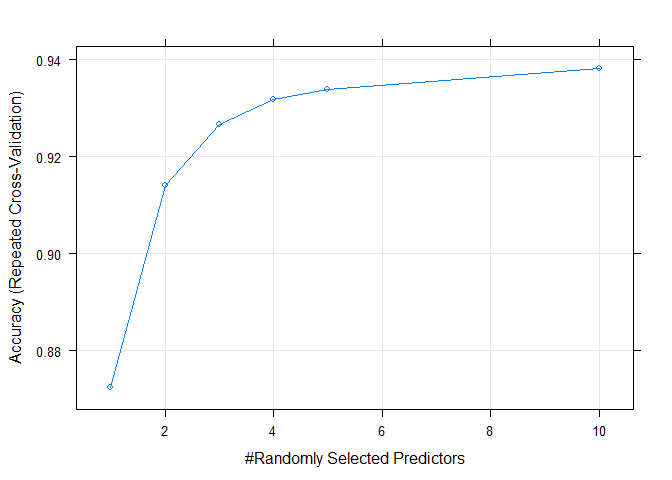 Accuracy (Repeated Cross-Validation)
0.94
0.92
0.90
0.88
2 4 6 8 10
#Randomly Selected Predictors